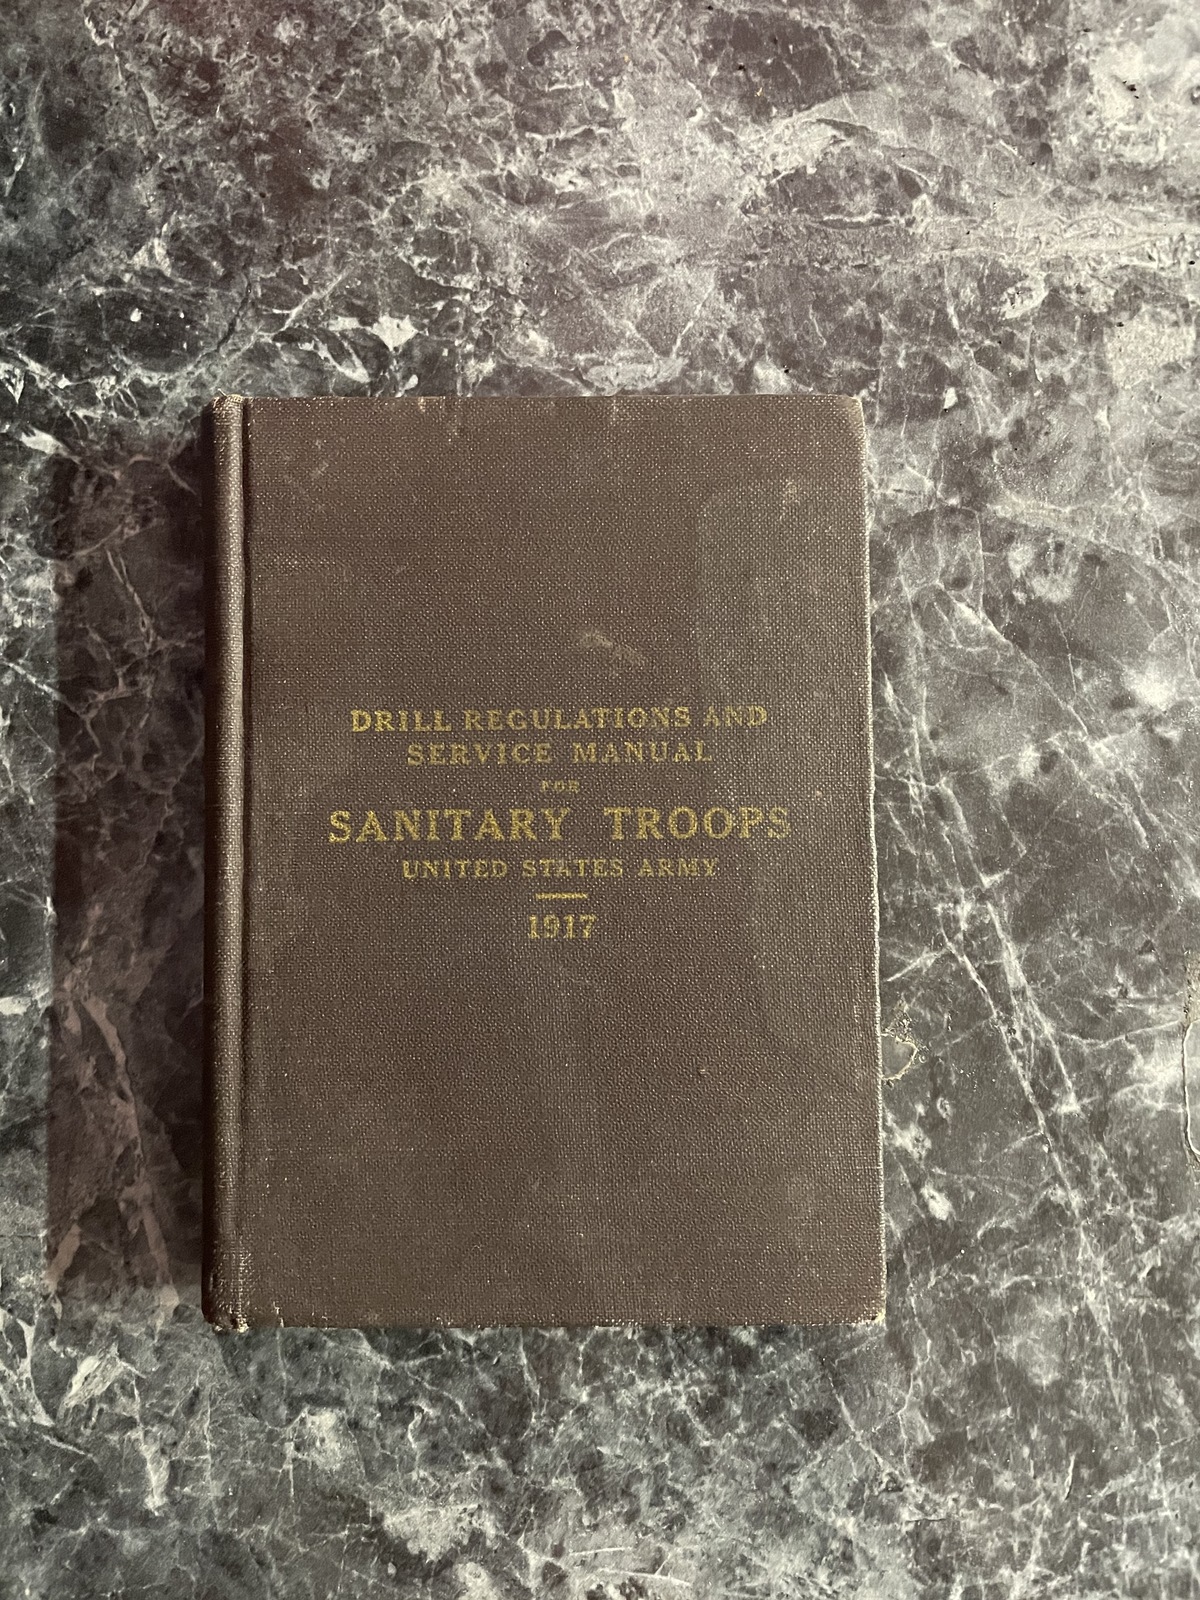 DRILL REGULATIONS AND
SERVICE MANUAL
FOR
SANITARY TROOPS
UNITED STATES ARMY
1917